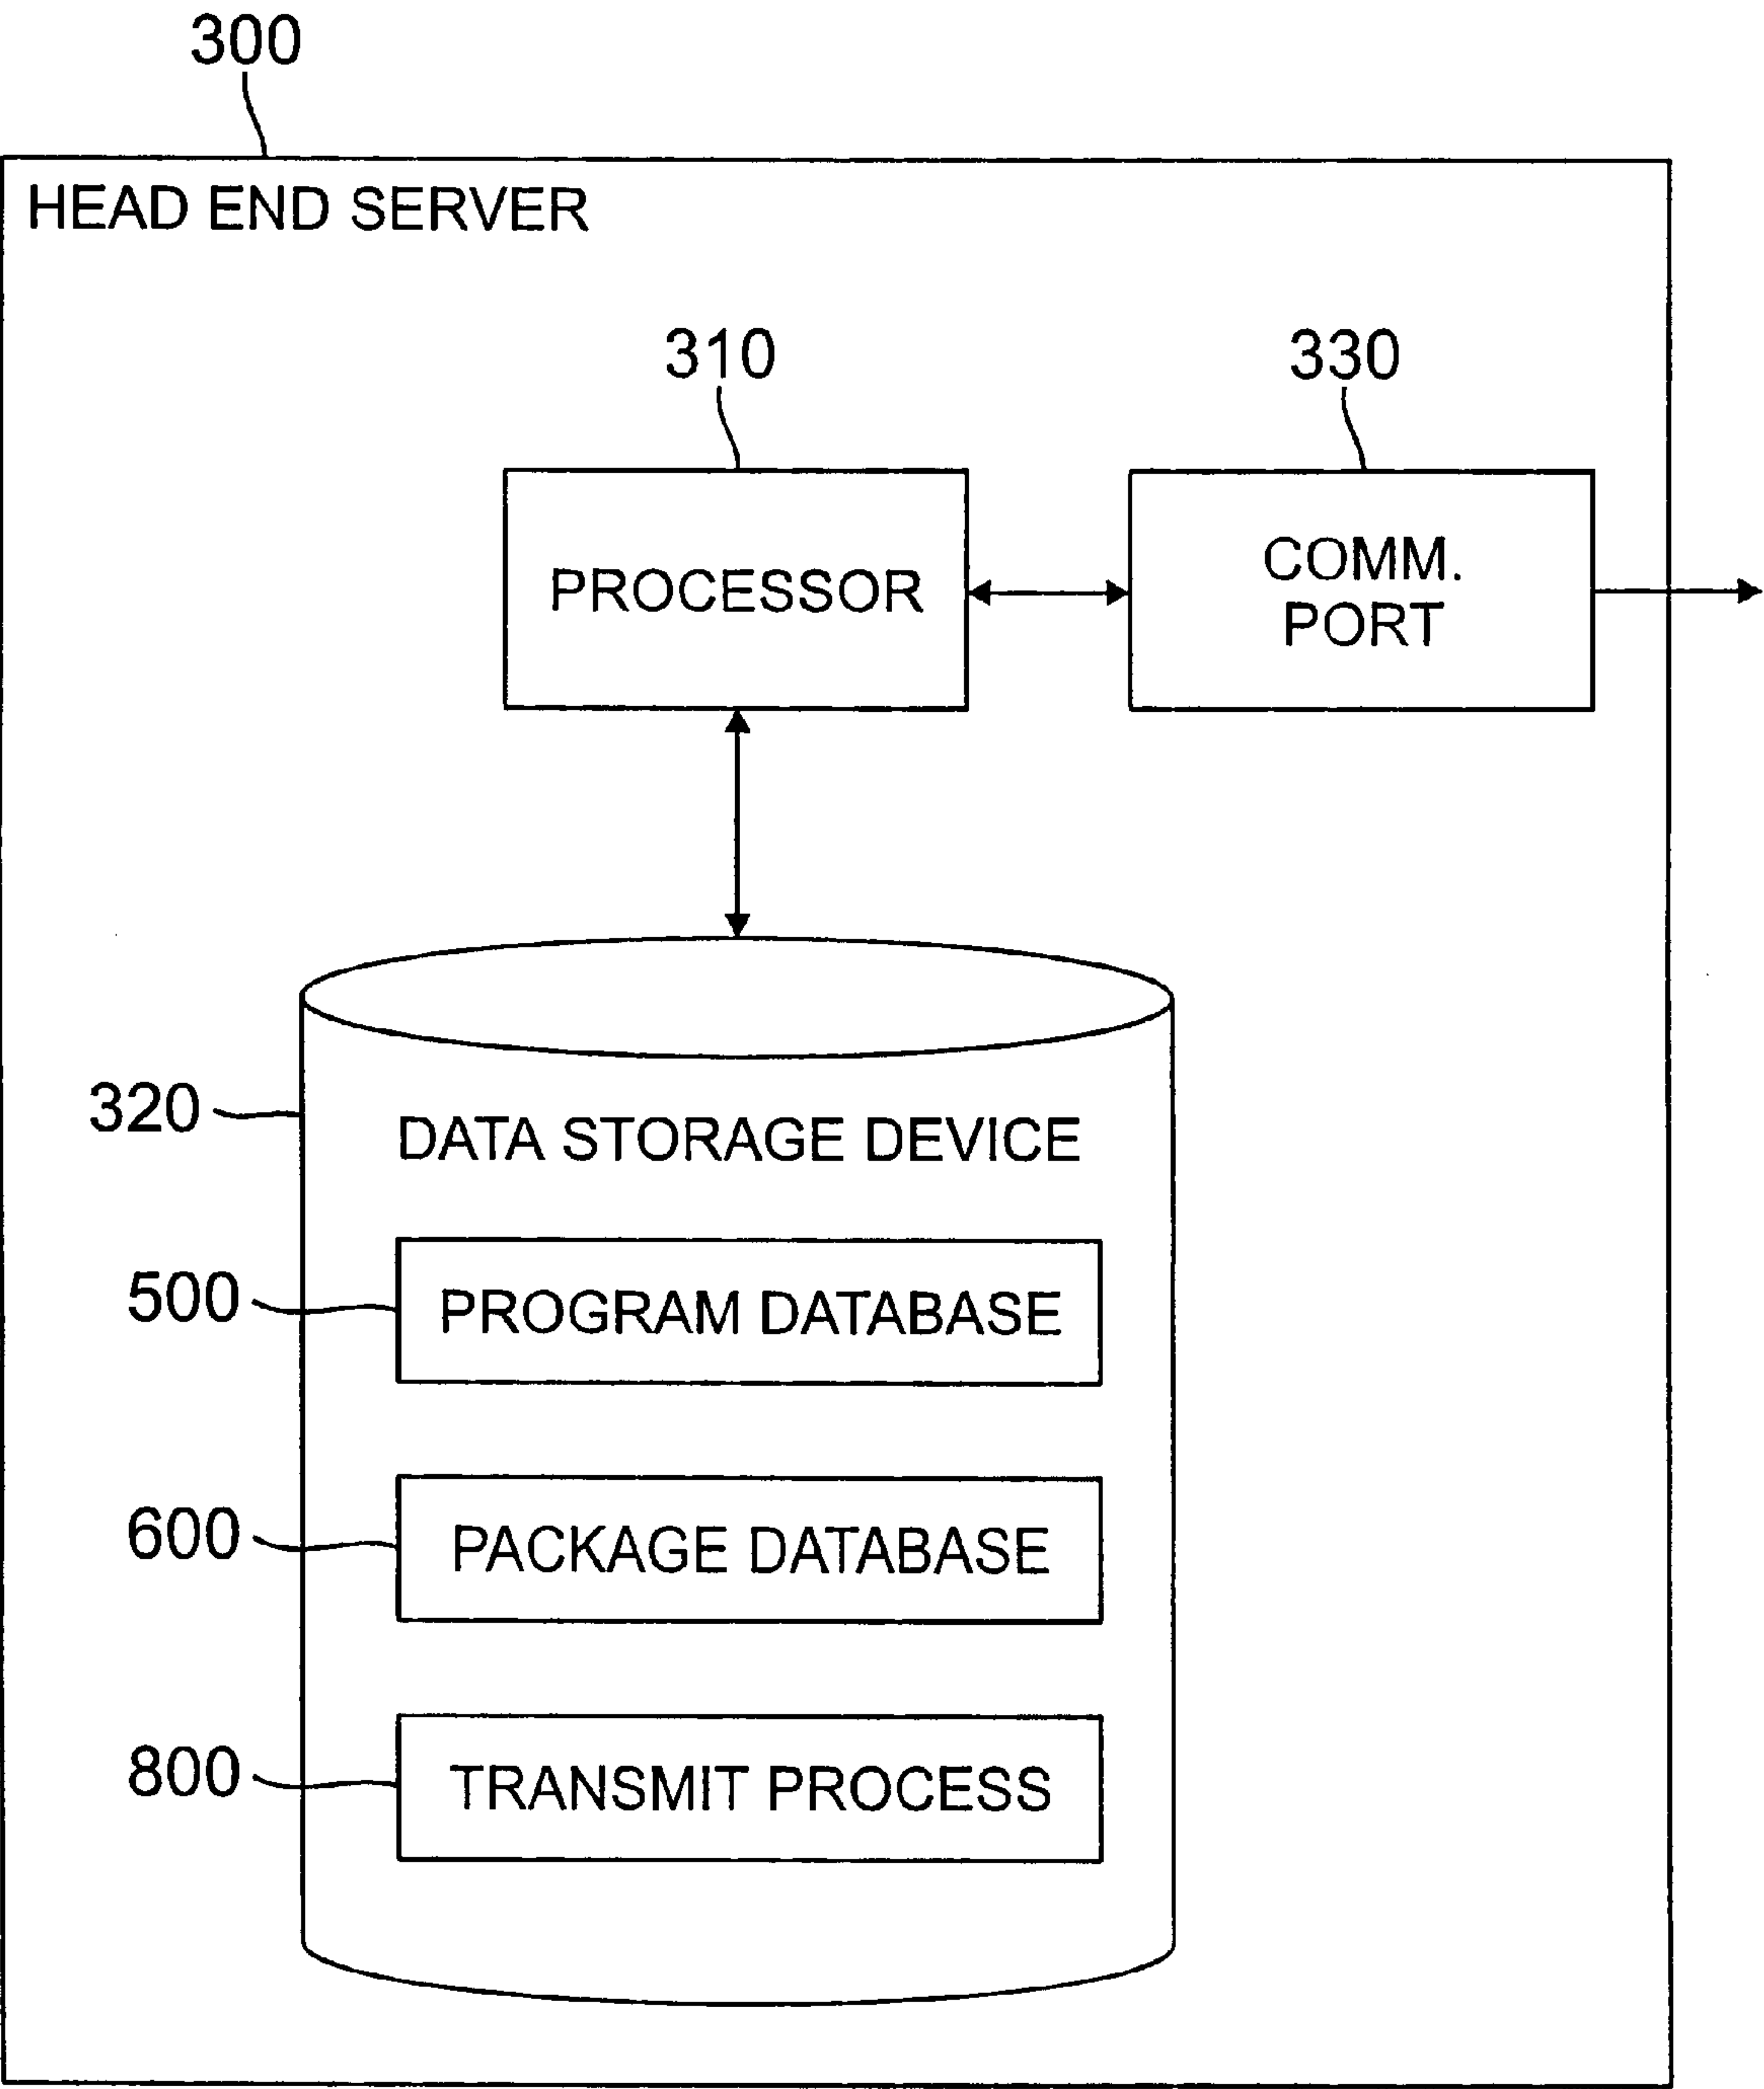 300
HEAD END SERVER
310
330
PROCESSOR
COMM.
PORT
320
DATA STORAGE DEVICE
500
PROGRAM DATABASE
600
PACKAGE DATABASE
800
TRANSMIT PROCESS